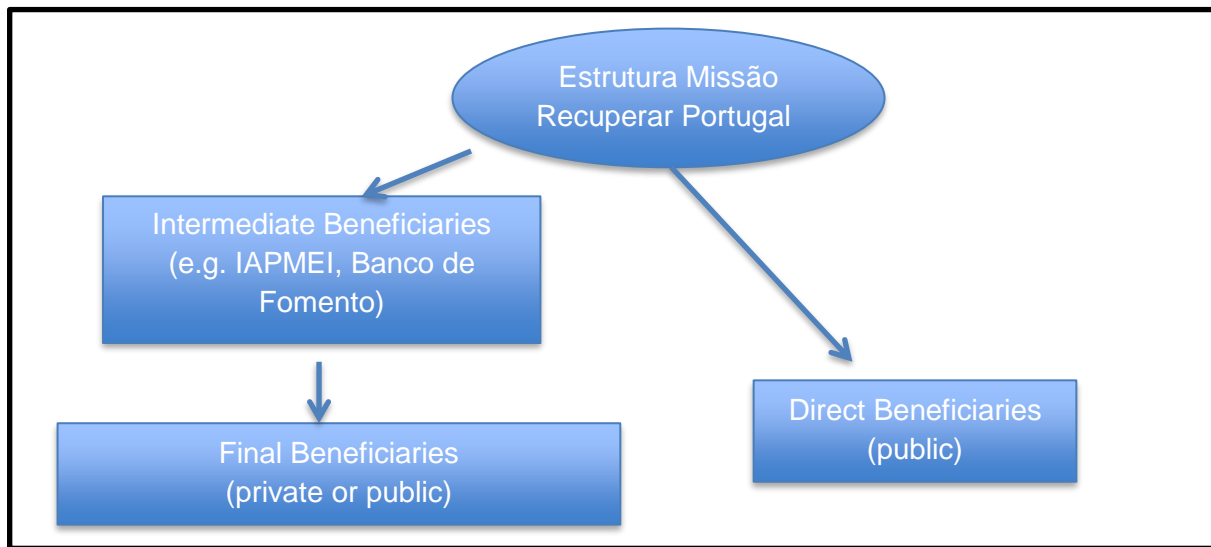 Estrutura Missão
Recuperar Portugal
Intermediate Beneficiaries
(e.g. IAPMEI, Banco de
Fomento)
Final Beneficiaries
(private or public)
Direct Beneficiaries
(public)